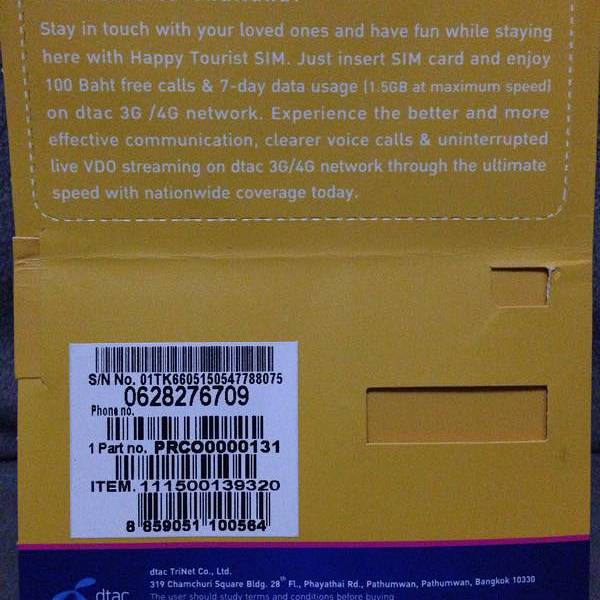 Stay in touch with your loved ones and have fun while staying
here with Happy Tourist SIM. Just insert SIM card and enjoy
100 Baht free calls & 7-day data usage (1.5GB at maximum speed)
on dtac 3G /4G network. Experience the better and more
effective communication, clearer voice calls & uninterrupted
live VDO streaming on dtac 3G/4G network through the ultimate
speed with nationwide coverage today.
S/N No. 01TK6605150547788075
0628276709
Phone no.
1 Part no. PRCO0000131
ITEM. 111500139320
8 859051 100564
dtac TriNet Co., Ltd.
319 Chamchuri Square Bldg. 28th Fl., Phayathai Rd., Pathumwan, Pathumwan, Bangkok 10330
dtac
The user should study terms and conditions before buying